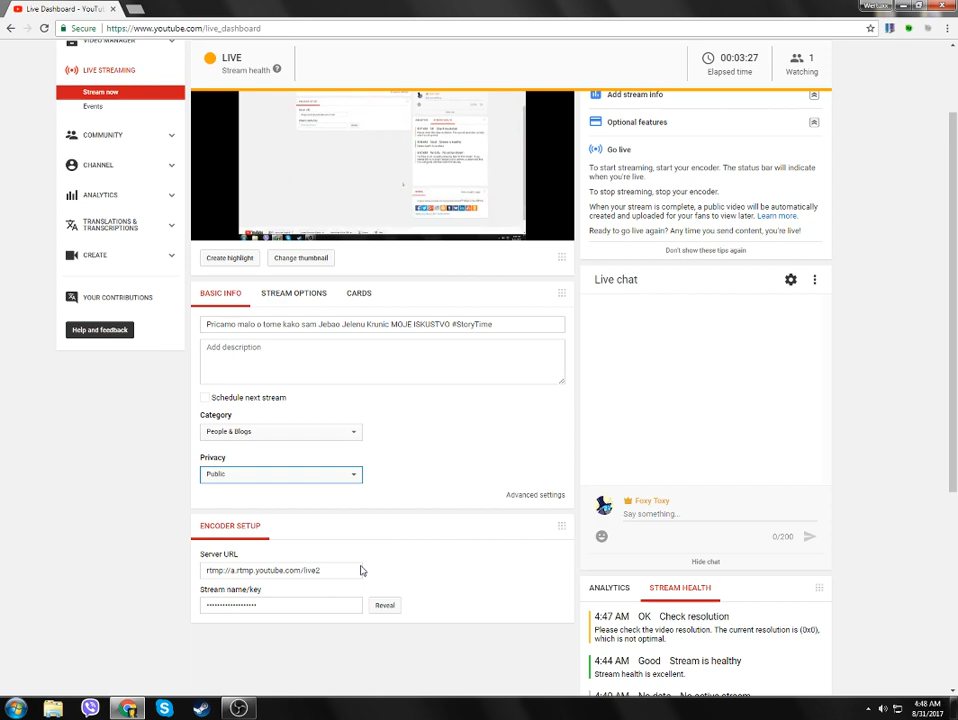 Live Dashboard - YouTu
Wertuxx
Secure
https://www.youtube.com/live_dashboard
VIDEO MANAGER
LIVE STREAMING
Stream now
Events
COMMUNITY
CHANNEL
ANALYTICS
TRANSLATIONS &
TRANSCRIPTIONS
CREATE
YOUR CONTRIBUTIONS
Help and feedback
LIVE
Stream health ?
00:03:27
Elapsed time
1
Watching
Create highlight
Change thumbnail
BASIC INFO
STREAM OPTIONS
CARDS
Pricamo malo o tome kako sam Jebao Jelenu Krunic MOJE ISKUSTVO #StoryTime
Add description
Schedule next stream
Category
People & Blogs
Privacy
Public
Advanced settings
ENCODER SETUP
Server URL
rtmp://a.rtmp.youtube.com/live2
Stream name/key
Reveal
Add stream info
Optional features
Go live
To start streaming, start your encoder. The status bar will indicate
when you're live.
To stop streaming, stop your encoder.
When your stream is complete, a public video will be automatically
created and uploaded for your fans to view later. Learn more.
Ready to go live again? Any time you send content, you're live!
Don't show these tips again
Live chat
Foxy Toxy
Say something...
0/200
Hide chat
ANALYTICS
STREAM HEALTH
4:47 AM OK Check resolution
Please check the video resolution. The current resolution is (0x0),
which is not optimal.
4:44 AM Good Stream is healthy
Stream health is excellent.
4:48 AM
8/31/2017